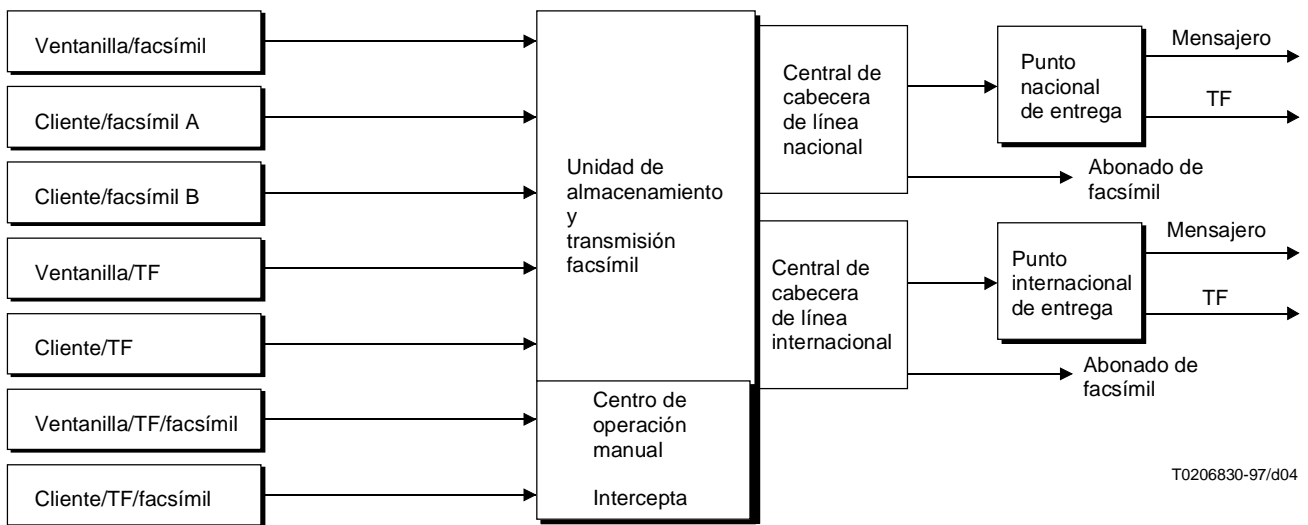 Ventanilla/facsímil
Cliente/facsímil A
Cliente/facsímil B
Ventanilla/TF
Cliente/TF
Ventanilla/TF/facsímil
Cliente/TF/facsímil
Unidad de
almacenamiento
y
transmisión
facsímil
Centro de
operación
manual
Intercepta
Central de
cabecera
de línea
nacional
Central de
cabecera
de línea
internacional
Punto
nacional
de entrega
Mensajero
TF
Abonado de
facsímil
Punto
internacional
de entrega
Mensajero
TF
Abonado de
facsímil
T0206830-97/d04